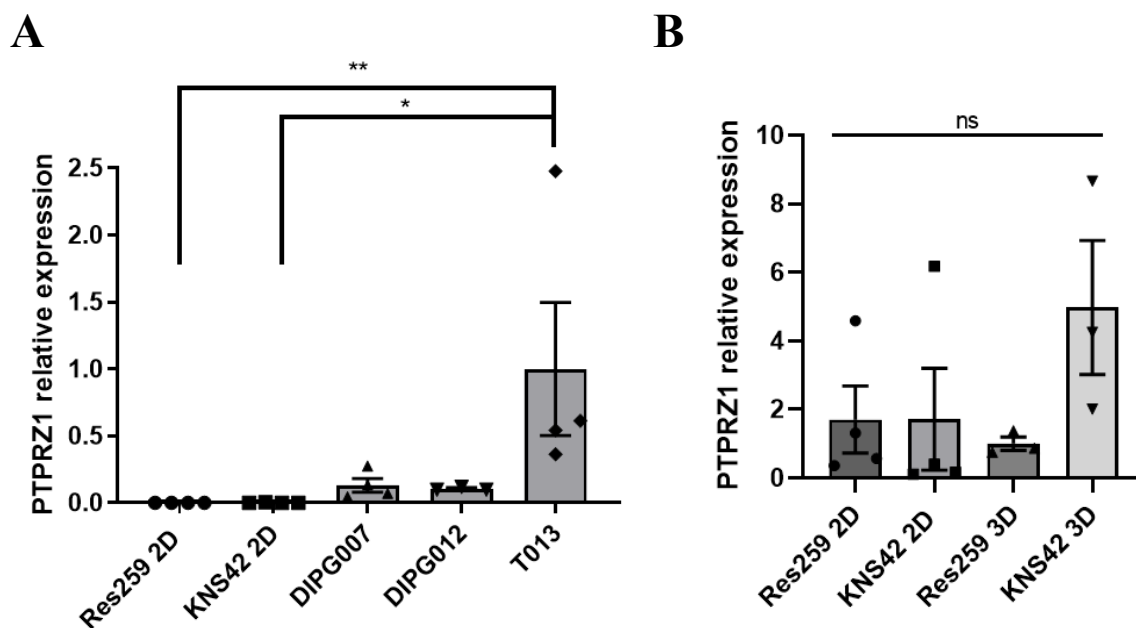 A
**
*
PTPRZ1 relative expression
2.5
2.0
1.5
1.0
0.5
0.0
Res259 2D
KNS42 2D
DIPG007
DIPG012
T013
B
ns
PTPRZ1 relative expression
10
8
6
4
2
0
Res259 2D
KNS42 2D
Res259 3D
KNS42 3D